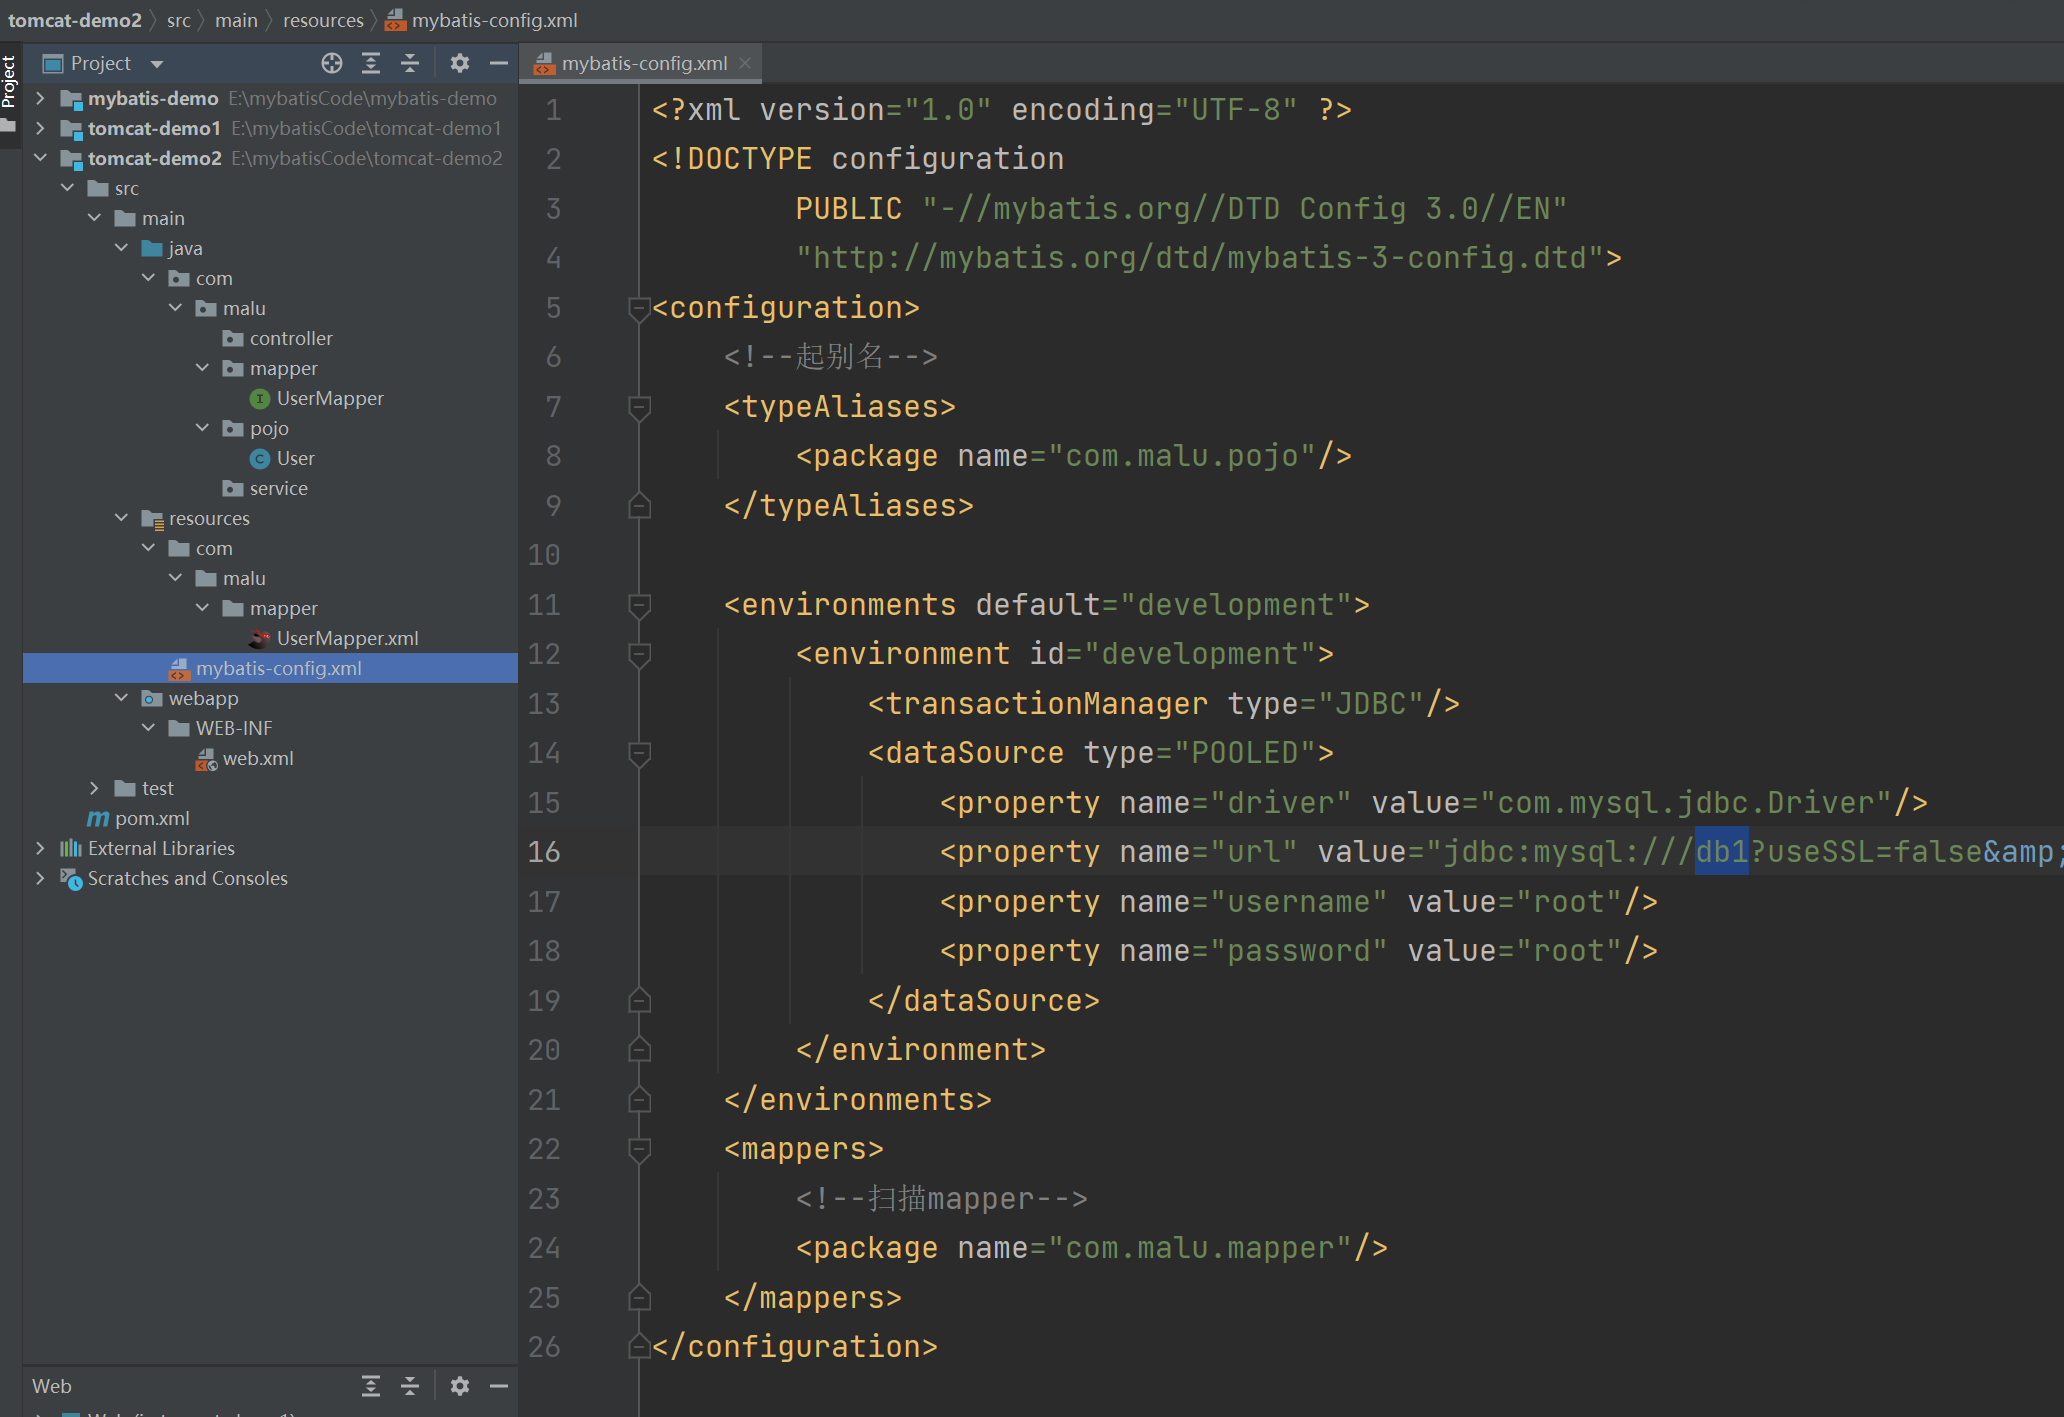 tomcat-demo2 src main resources mybatis-config.xml
Project
Project
mybatis-demo E:\mybatisCode\mybatis-demo
tomcat-demo1 E:\mybatisCode\tomcat-demo1
tomcat-demo2 E:\mybatisCode\tomcat-demo2
src
main
java
com
malu
controller
mapper
UserMapper
pojo
User
service
resources
com
malu
mapper
UserMapper.xml
mybatis-config.xml
webapp
WEB-INF
web.xml
test
pom.xml
External Libraries
Scratches and Consoles
Web
mybatis-config.xml
1 <?xml version="1.0" encoding="UTF-8" ?>
2 <!DOCTYPE configuration
3 PUBLIC "-//mybatis.org//DTD Config 3.0//EN"
4 "http://mybatis.org/dtd/mybatis-3-config.dtd">
5 <configuration>
6 <!--起别名-->
7 <typeAliases>
8 <package name="com.malu.pojo"/>
9 </typeAliases>
10
11 <environments default="development">
12 <environment id="development">
13 <transactionManager type="JDBC"/>
14 <dataSource type="POOLED">
15 <property name="driver" value="com.mysql.jdbc.Driver"/>
16 <property name="url" value="jdbc:mysql:///db1?useSSL=false&amp;
17 <property name="username" value="root"/>
18 <property name="password" value="root"/>
19 </dataSource>
20 </environment>
21 </environments>
22 <mappers>
23 <!--扫描mapper-->
24 <package name="com.malu.mapper"/>
25 </mappers>
26 </configuration>